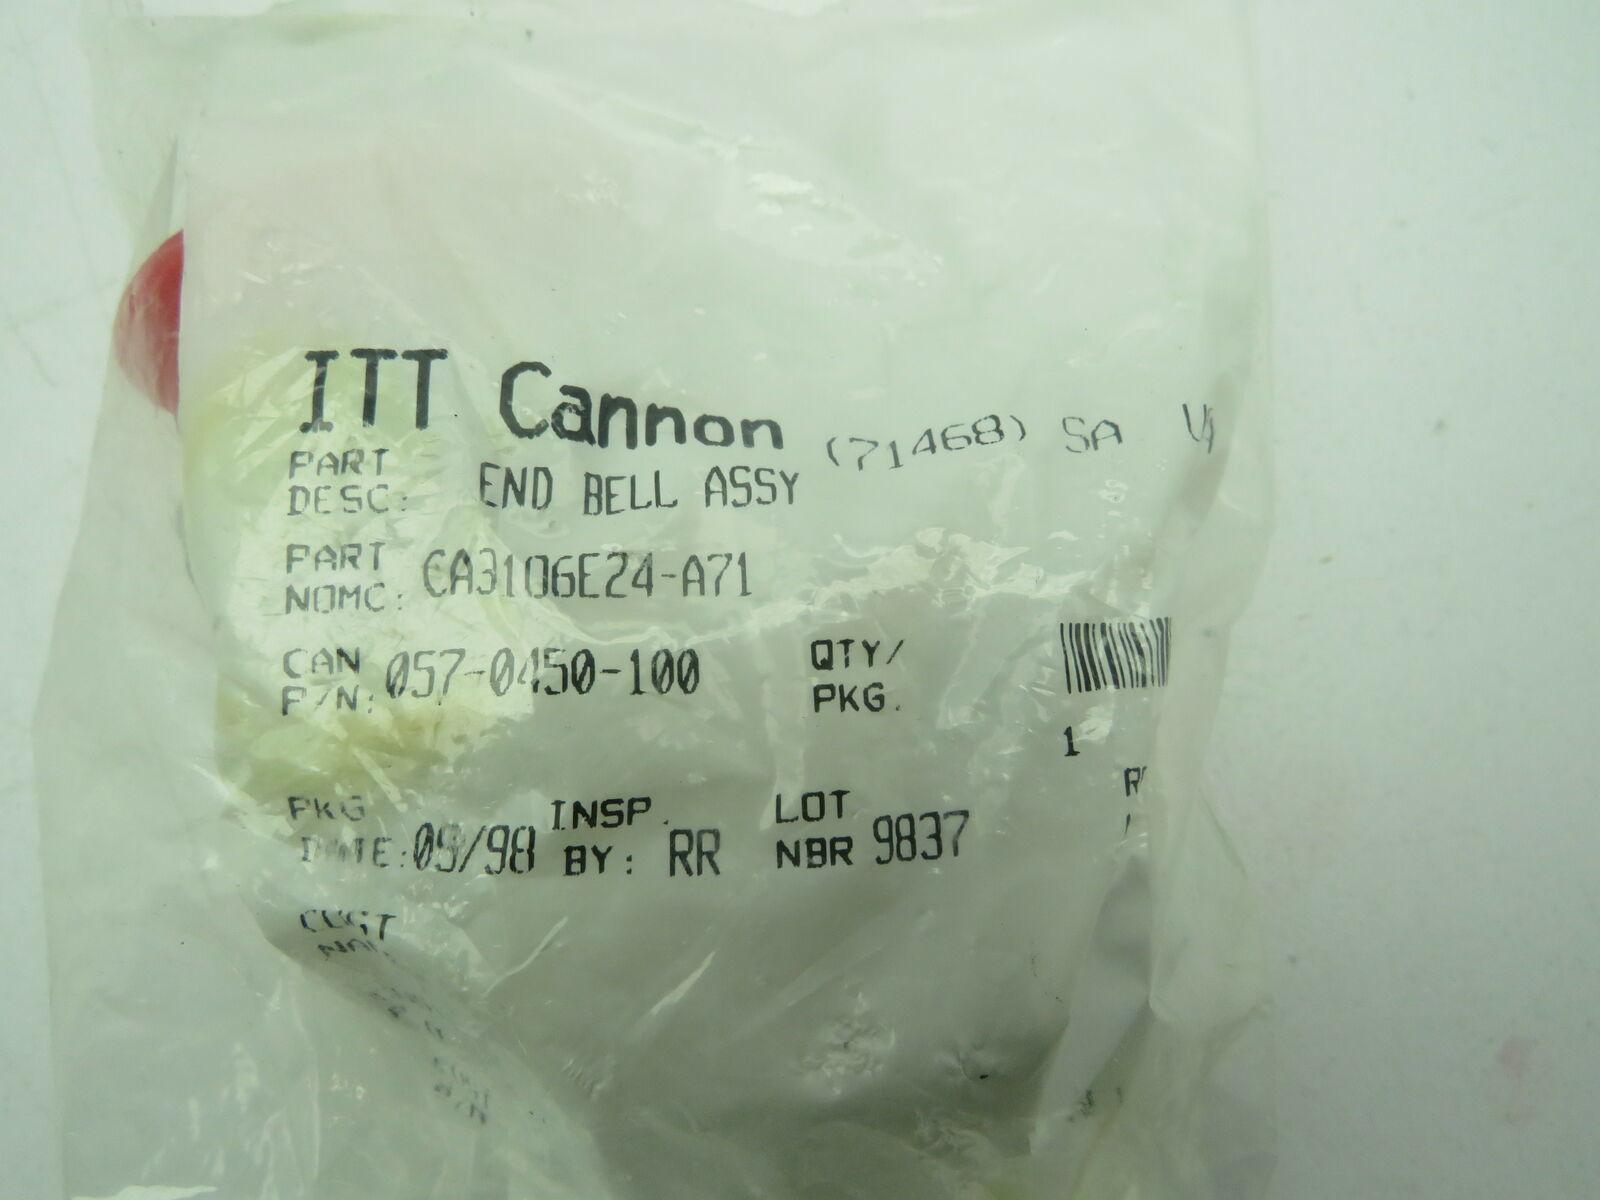 ITT Cannon (71468) SA
PART
DESC: END BELL ASSY
PART
NOMC: CA3106E24-A71
CAN
P/N: 057-0450-100
QTY/
PKG.
1
PKG
DATE: 09/98
INSP.
BY: RR
LOT
NBR 9837
CUST